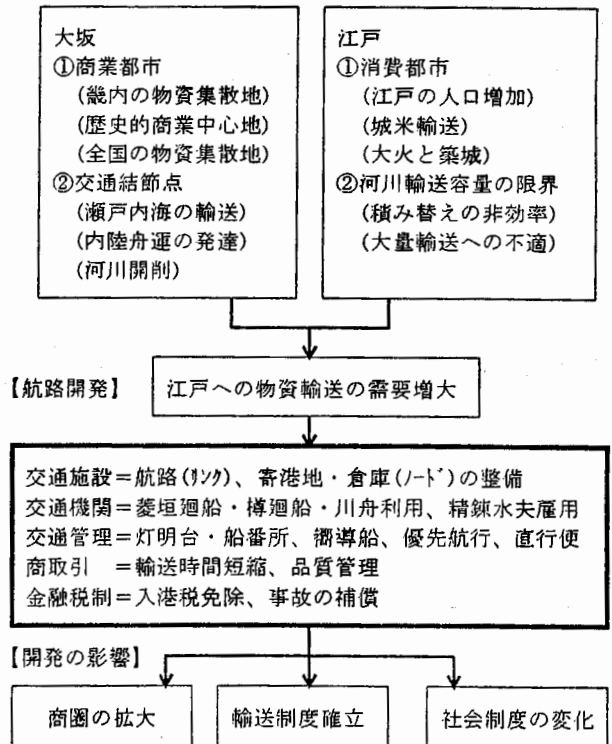 大坂
①商業都市
(畿内の物資集散地)
(歴史的商業中心地)
(全国の物資集散地)
②交通結節点
(瀬戸内海の輸送)
(内陸舟運の発達)
(河川開削)
江戸
①消費都市
(江戸の人口増加)
(城米輸送)
(大火と築城)
②河川輸送容量の限界
(積み替えの非効率)
(大量輸送への不適)
【航路開発】
江戸への物資輸送の需要増大
交通施設=航路(リンク)、寄港地・倉庫(ノード)の整備
交通機関=菱垣廻船・樽廻船・川舟利用、精錬水夫雇用
交通管理=灯明台・船番所、嚮導船、優先航行、直行便
商取引 =輸送時間短縮、品質管理
金融税制=入港税免除、事故の補償
【開発の影響】
商圏の拡大
輸送制度確立
社会制度の変化